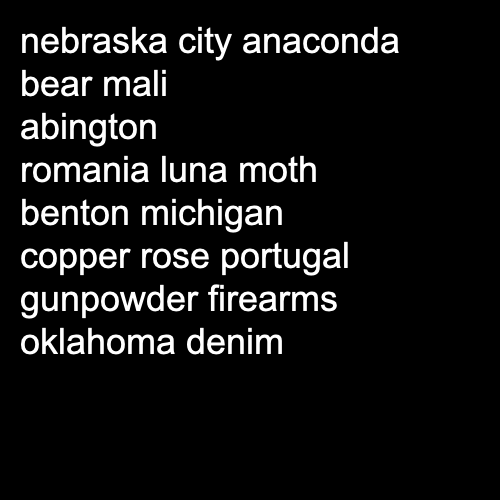 nebraska city anaconda
bear mali
abington
romania luna moth
benton michigan
copper rose portugal
gunpowder firearms
oklahoma denim